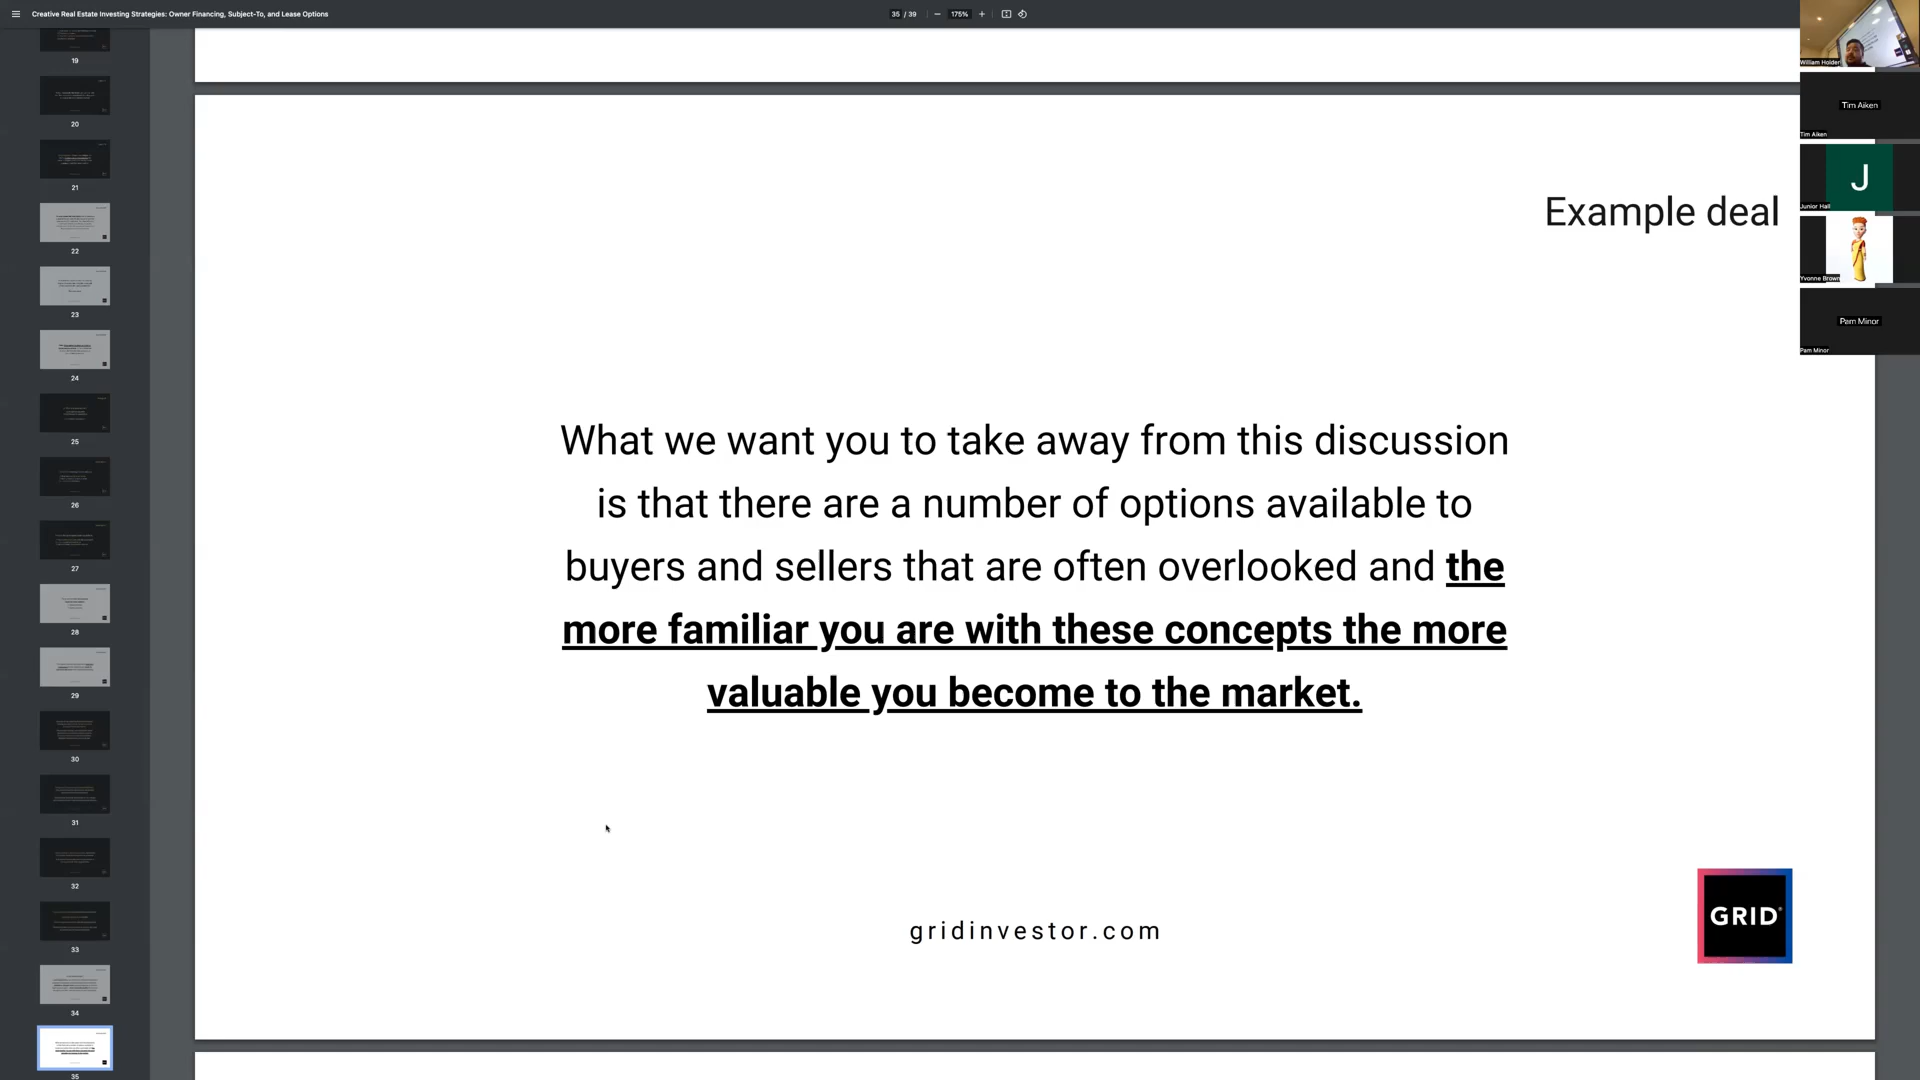 Creative Real Estate Investing Strategies: Owner Financing, Subject-To, and Lease Options
35 / 39
175%
19
20
21
22
23
24
25
26
27
28
29
30
31
32
33
34
35
Example deal
What we want you to take away from this discussion
is that there are a number of options available to
buyers and sellers that are often overlooked and the
more familiar you are with these concepts the more
valuable you become to the market.
gridinvestor.com
GRID
William Holder
Tim Aiken
Tim Aiken
J
Junior Hall
Yvonne Brown
Pam Minor
Pam Minor